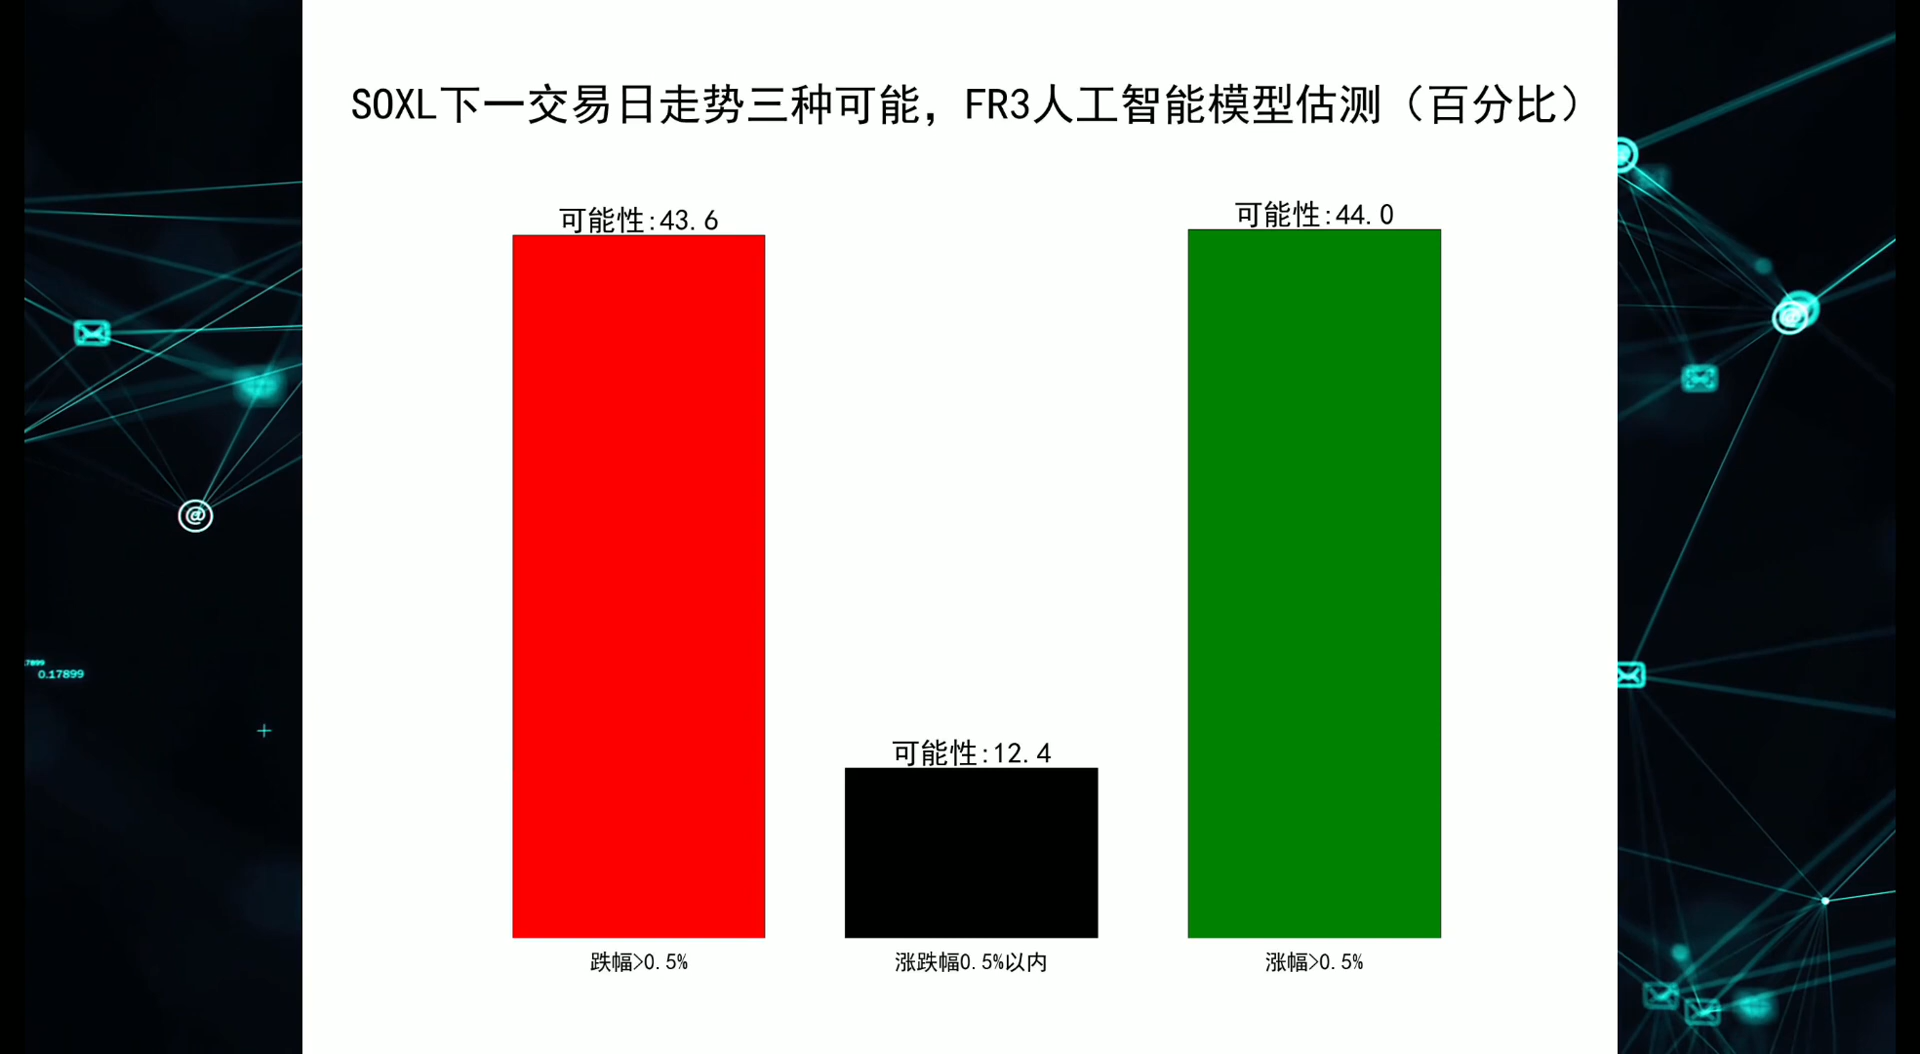 SOXL下一交易日走势三种可能，FR3人工智能模型估测（百分比）
可能性:43.6
可能性:44.0
可能性:12.4
跌幅>0.5%
涨跌幅0.5%以内
涨幅>0.5%
7899
0.17899